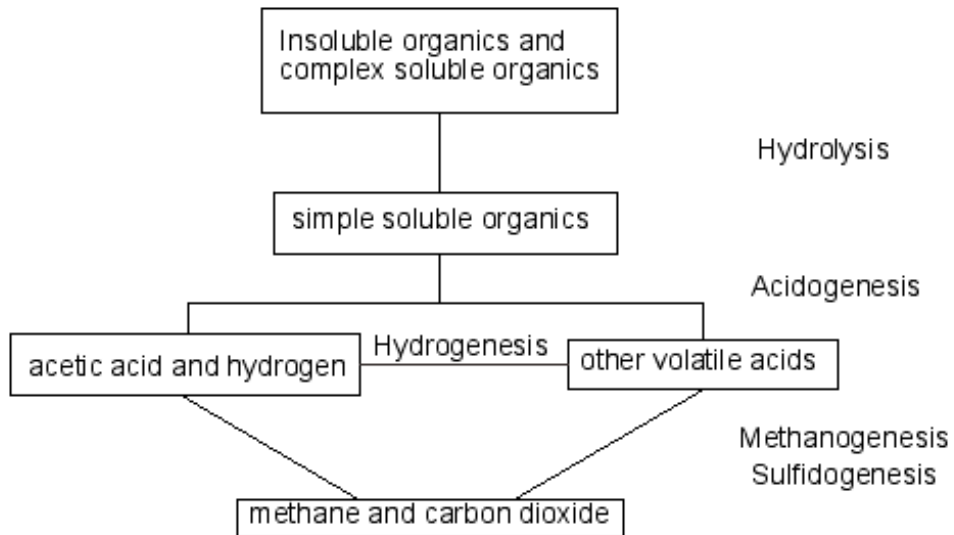 Insoluble organics and
complex soluble organics
Hydrolysis
simple soluble organics
Acidogenesis
acetic acid and hydrogen
Hydrogenesis
other volatile acids
Methanogenesis
Sulfidogenesis
methane and carbon dioxide